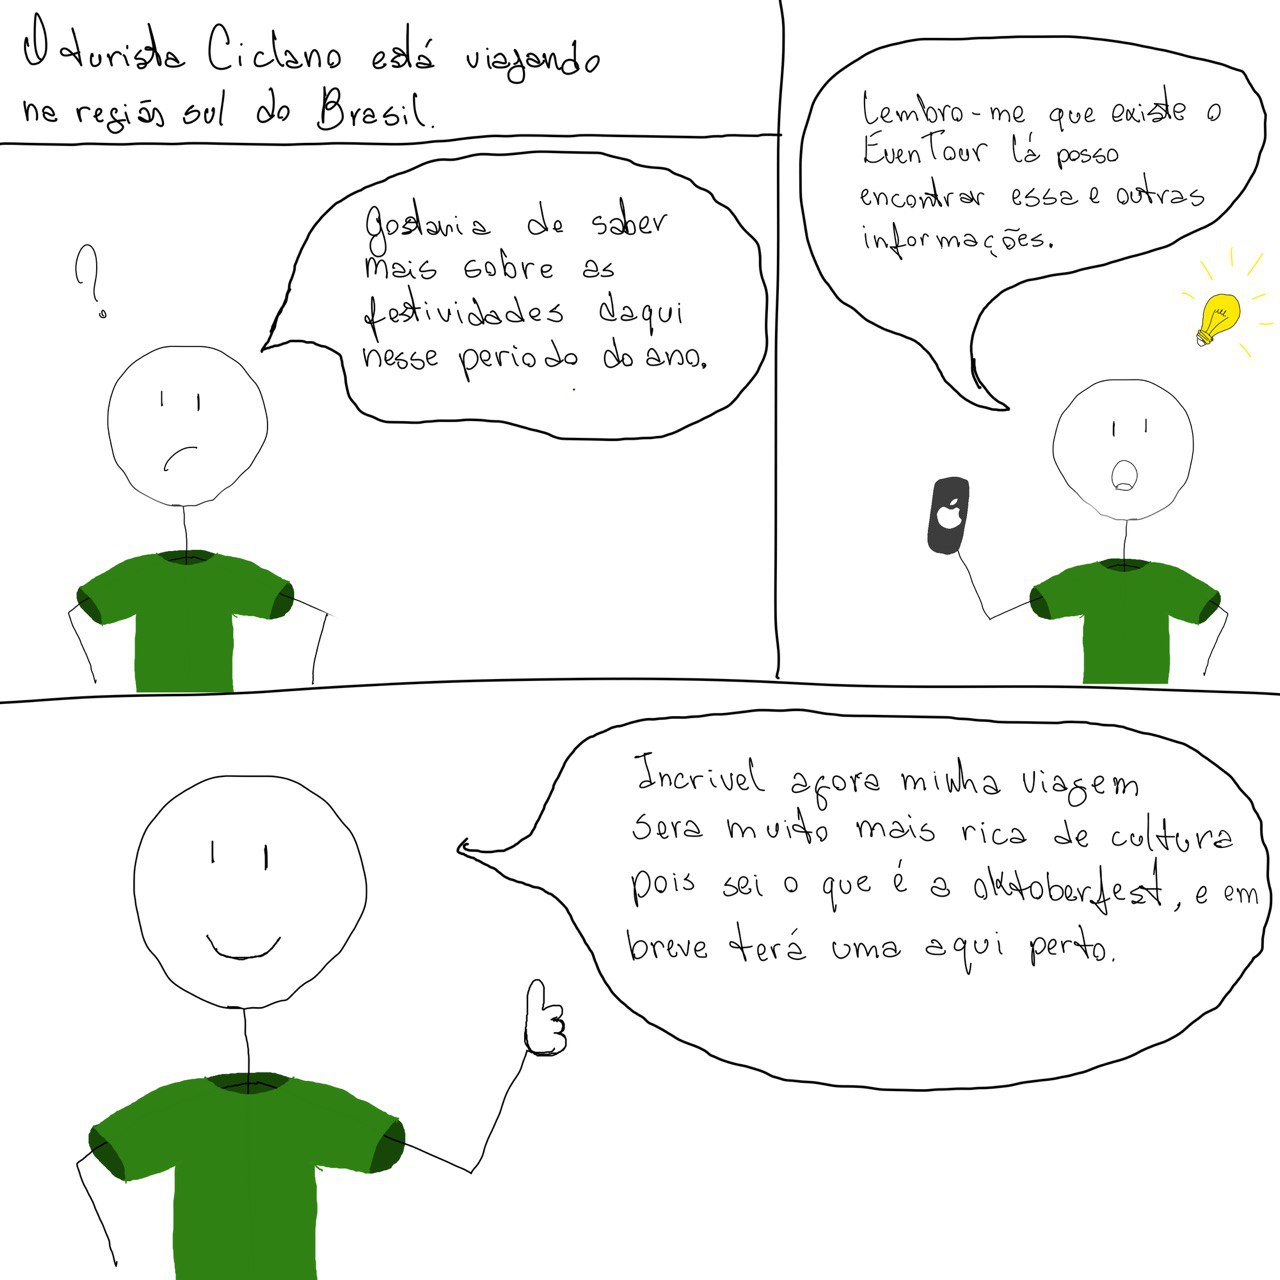 O turista Ciclano está viajando
na região sul do Brasil.
?
Gostaria de saber
mais sobre as
festividades daqui
nesse periodo do ano.
Lembro-me que existe o
EvenTour lá posso
encontrar essa e outras
informações.
Incrivel agora minha viagem
sera muito mais rica de cultura
pois sei o que é a oktoberfest, e em
breve terá uma aqui perto.